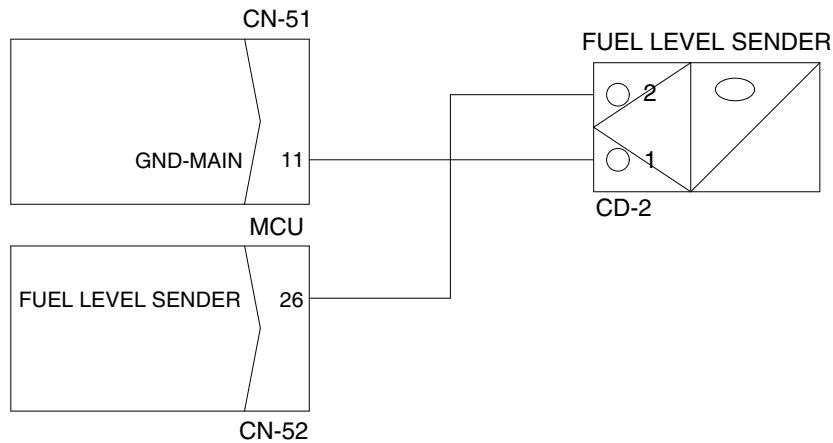 CN-51
FUEL LEVEL SENDER
2
GND-MAIN 11
1
CD-2
MCU
FUEL LEVEL SENDER 26
CN-52